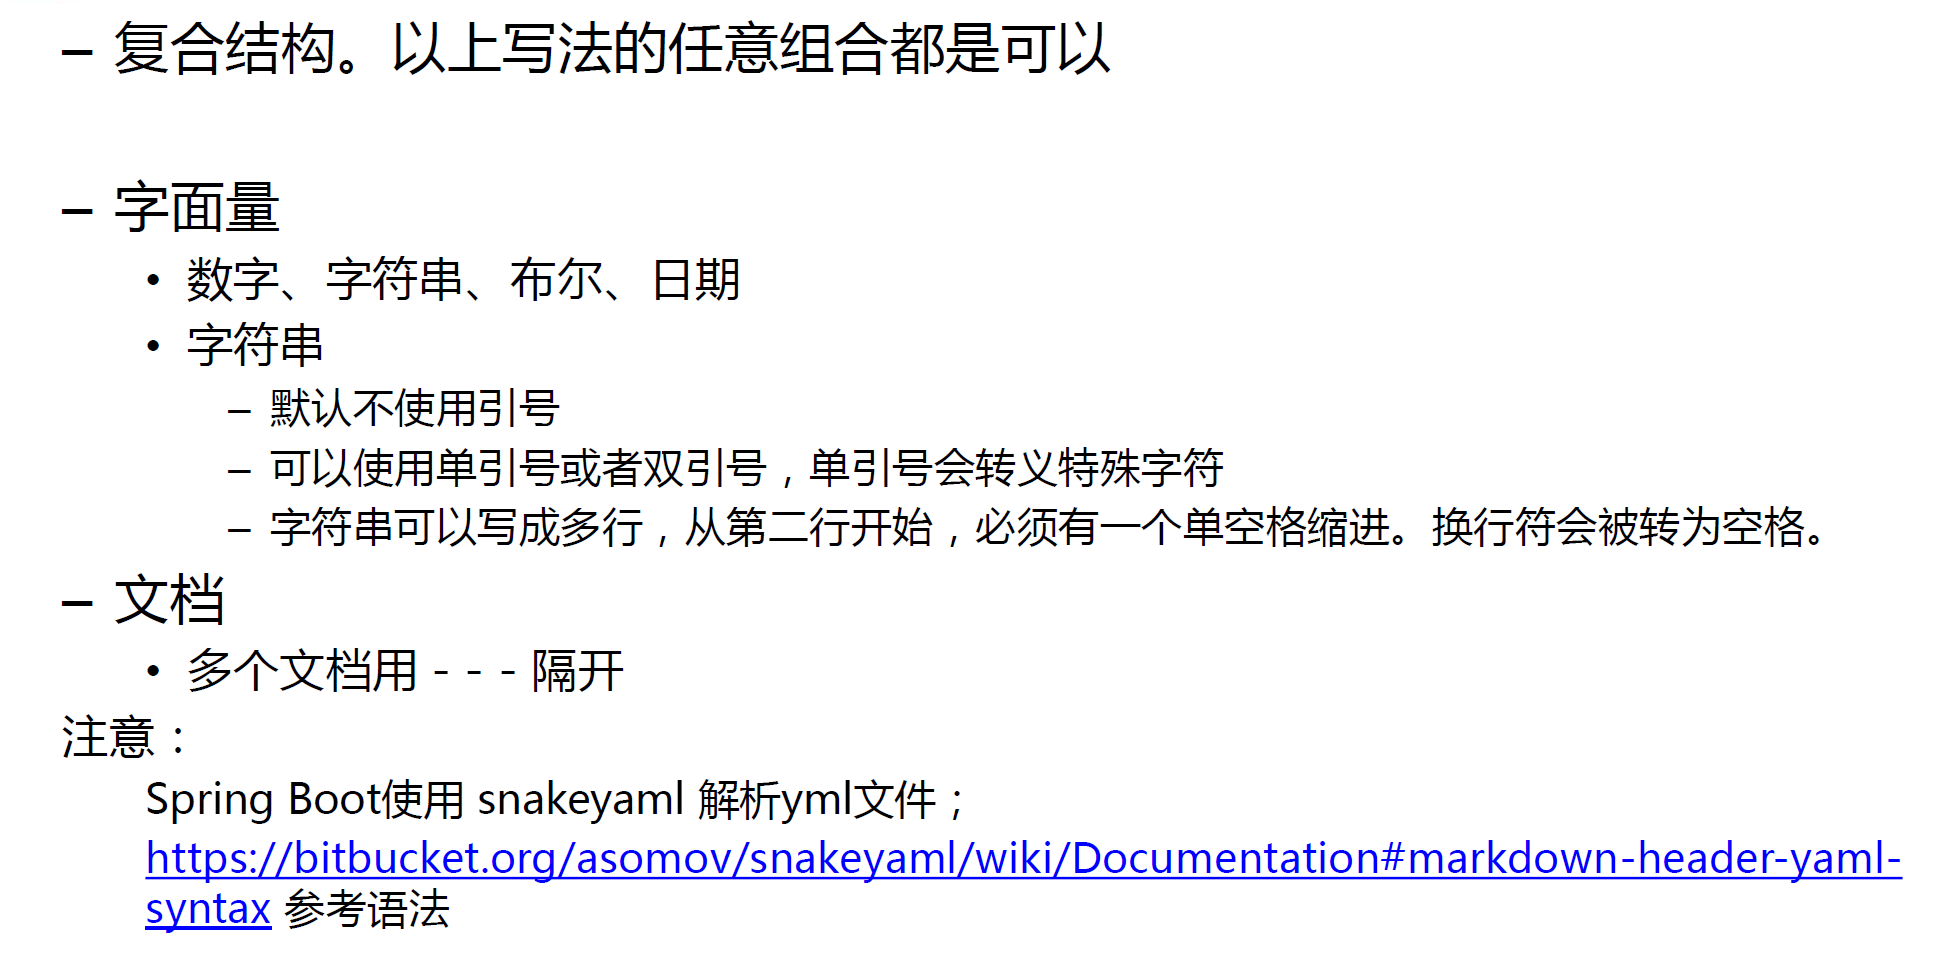 – 复合结构。以上写法的任意组合都是可以
– 字面量
• 数字、字符串、布尔、日期
• 字符串
– 默认不使用引号
– 可以使用单引号或者双引号，单引号会转义特殊字符
– 字符串可以写成多行，从第二行开始，必须有一个单空格缩进。换行符会被转为空格。
– 文档
• 多个文档用 - - - 隔开
注意：
Spring Boot使用 snakeyaml 解析yml文件；
https://bitbucket.org/asomov/snakeyaml/wiki/Documentation#markdown-header-yaml-
syntax 参考语法